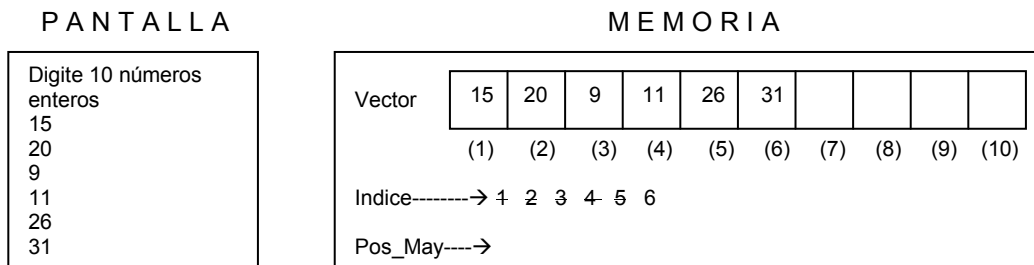 P A N T A L L A
M E M O R I A
Digite 10 números
enteros
15
20
9
11
26
31
Vector 15 20 9 11 26 31
(1) (2) (3) (4) (5) (6) (7) (8) (9) (10)
Indice--------→ 1 2 3 4 5 6
Pos_May----→